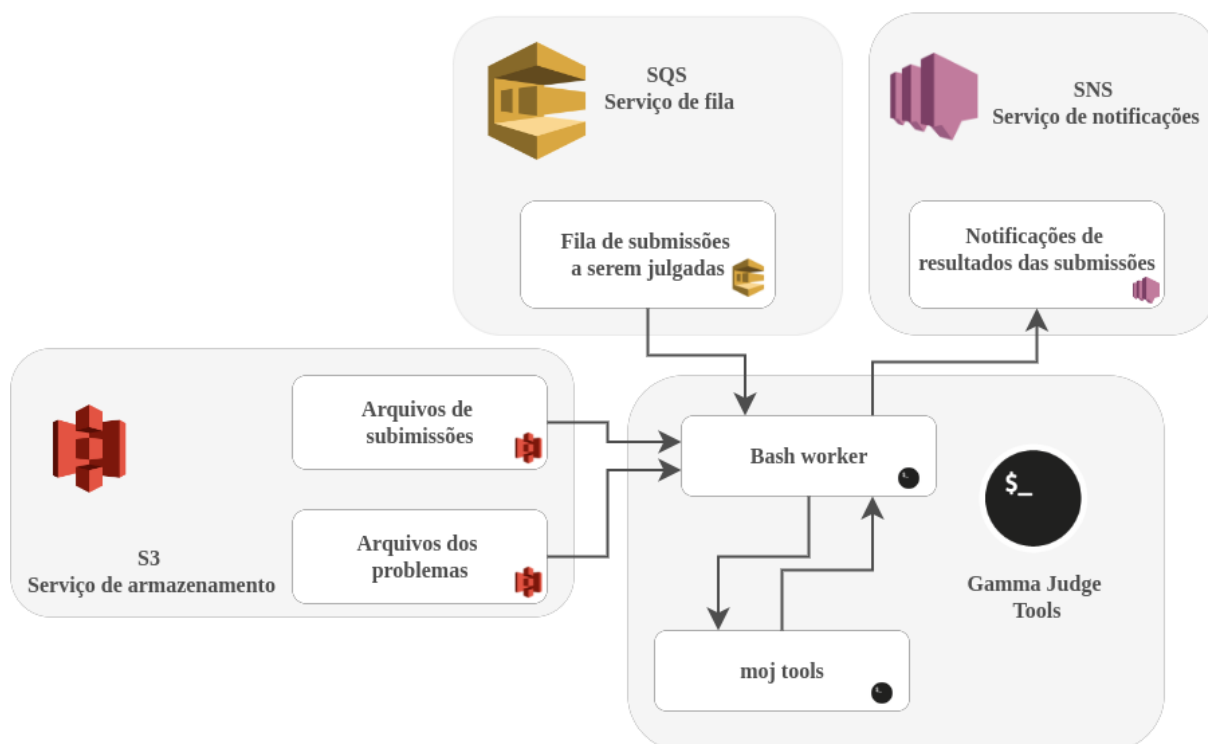 SQS
Serviço de fila
SNS
Serviço de notificações
Fila de submissões
a serem julgadas
Notificações de
resultados das submissões
Arquivos de
subimissões
Bash worker
$_
S3
Serviço de armazenamento
Arquivos dos
problemas
Gamma Judge
Tools
moj tools